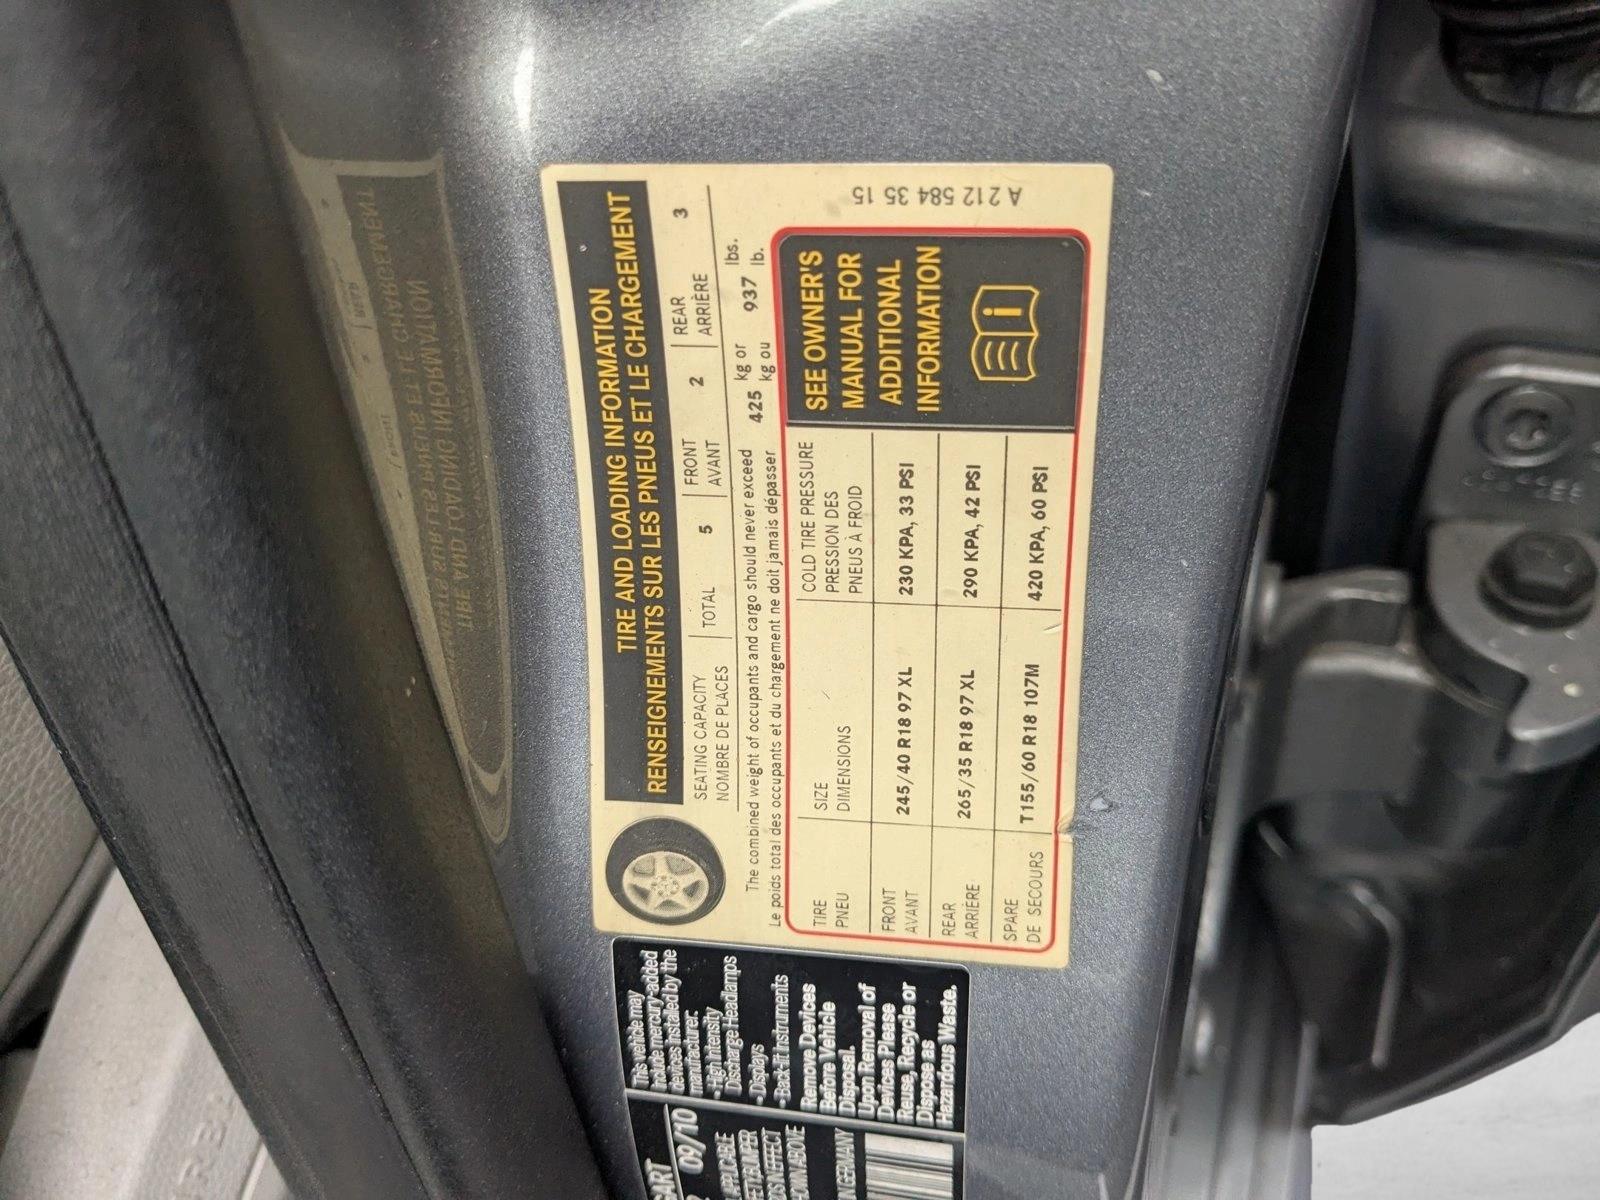 TIRE AND LOADING INFORMATION
RENSEIGNEMENTS SUR LES PNEUS ET LE CHARGEMENT
SEATING CAPACITY
NOMBRE DE PLACES
TOTAL 5
FRONT
AVANT
2
REAR
ARRIÈRE
3
The combined weight of occupants and cargo should never exceed 425 kg or 937 lbs.
Le poids total des occupants et du chargement ne doit jamais dépasser kg ou lb.
TIRE
PNEU
SIZE
DIMENSIONS
COLD TIRE PRESSURE
PRESSION DES
PNEUS À FROID
FRONT
AVANT
245/40 R18 97 XL
230 KPA, 33 PSI
REAR
ARRIÈRE
265/35 R18 97 XL
290 KPA, 42 PSI
SPARE
DE SECOURS
T155/60 R18 107M
420 KPA, 60 PSI
SEE OWNER'S
MANUAL FOR
ADDITIONAL
INFORMATION
i
A 212 584 35 15
This vehicle may
include mercury-added
devices installed by the
manufacturer:
- High Intensity
Discharge Headlamps
- Displays
- Back-lit Instruments
Remove Devices
Before Vehicle
Disposal.
Upon Removal of
Devices Please
Reuse, Recycle or
Dispose as
Hazardous Waste.
09/10
APPLICABLE
IN EFFECT
SHOWN ABOVE
GERMANY